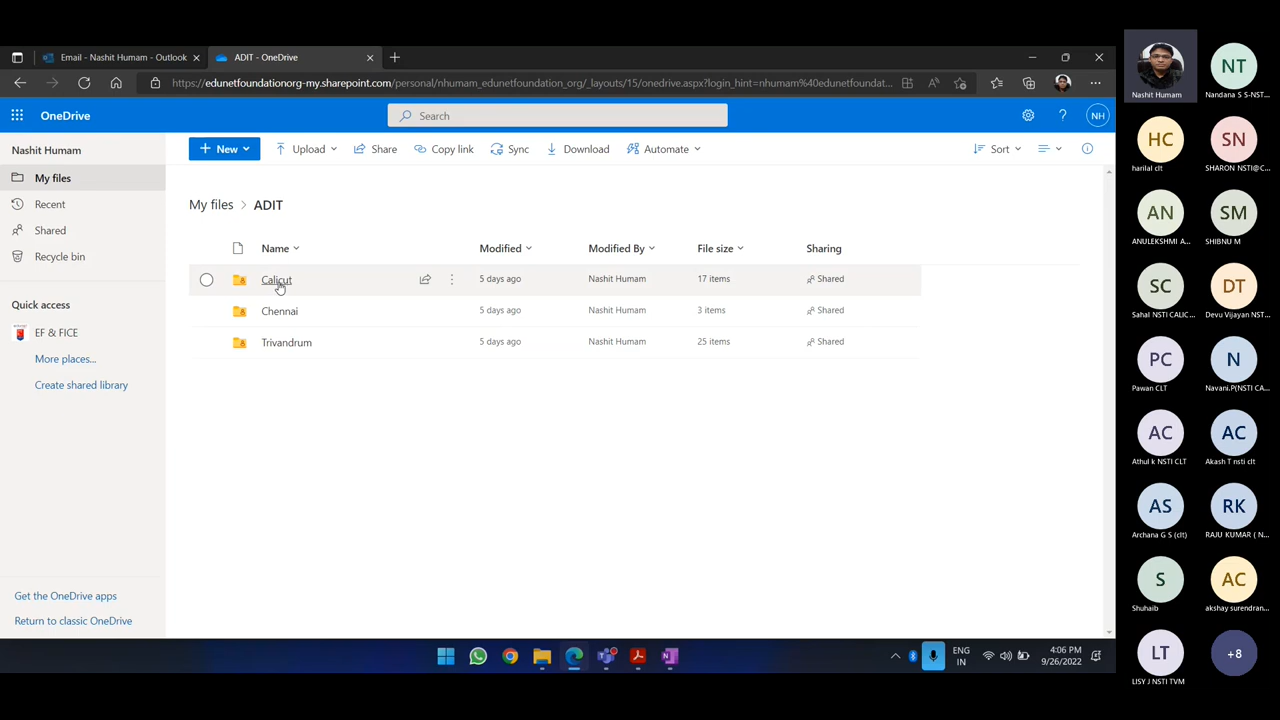 Email - Nashit Humam - Outlook
ADIT - OneDrive
https://edunetfoundationorg-my.sharepoint.com/personal/nhumam_edunetfoundation_org/_layouts/15/onedrive.aspx?login_hint=nhumam%40edunetfoundat...
OneDrive
Search
NH
Nashit Humam
New
Upload
Share
Copy link
Sync
Download
Automate
Sort
My files
Recent
Shared
Recycle bin
Quick access
EF & FICE
More places...
Create shared library
Get the OneDrive apps
Return to classic OneDrive
My files > ADIT
Name Modified Modified By File size Sharing
Calicut 5 days ago Nashit Humam 17 items Shared
Chennai 5 days ago Nashit Humam 3 items Shared
Trivandrum 5 days ago Nashit Humam 25 items Shared
ENG
IN
4:06 PM
9/26/2022
Nashit Humam
NT
Nandana S S-NST...
HC
harilal clt
SN
SHARON NSTI@C...
AN
ANULEKSHMI A...
SM
SHIBNU M
SC
Sahal NSTI CALIC...
DT
Devu Vijayan NST...
PC
Pawan CLT
N
Navani.P(NSTI CA...
AC
Athul k NSTI CLT
AC
Akash T nsti clt
AS
Archana G S (clt)
RK
RAJU KUMAR ( N...
S
Shuhaib
AC
akshay surendran...
LT
LISY J NSTI TVM
+8